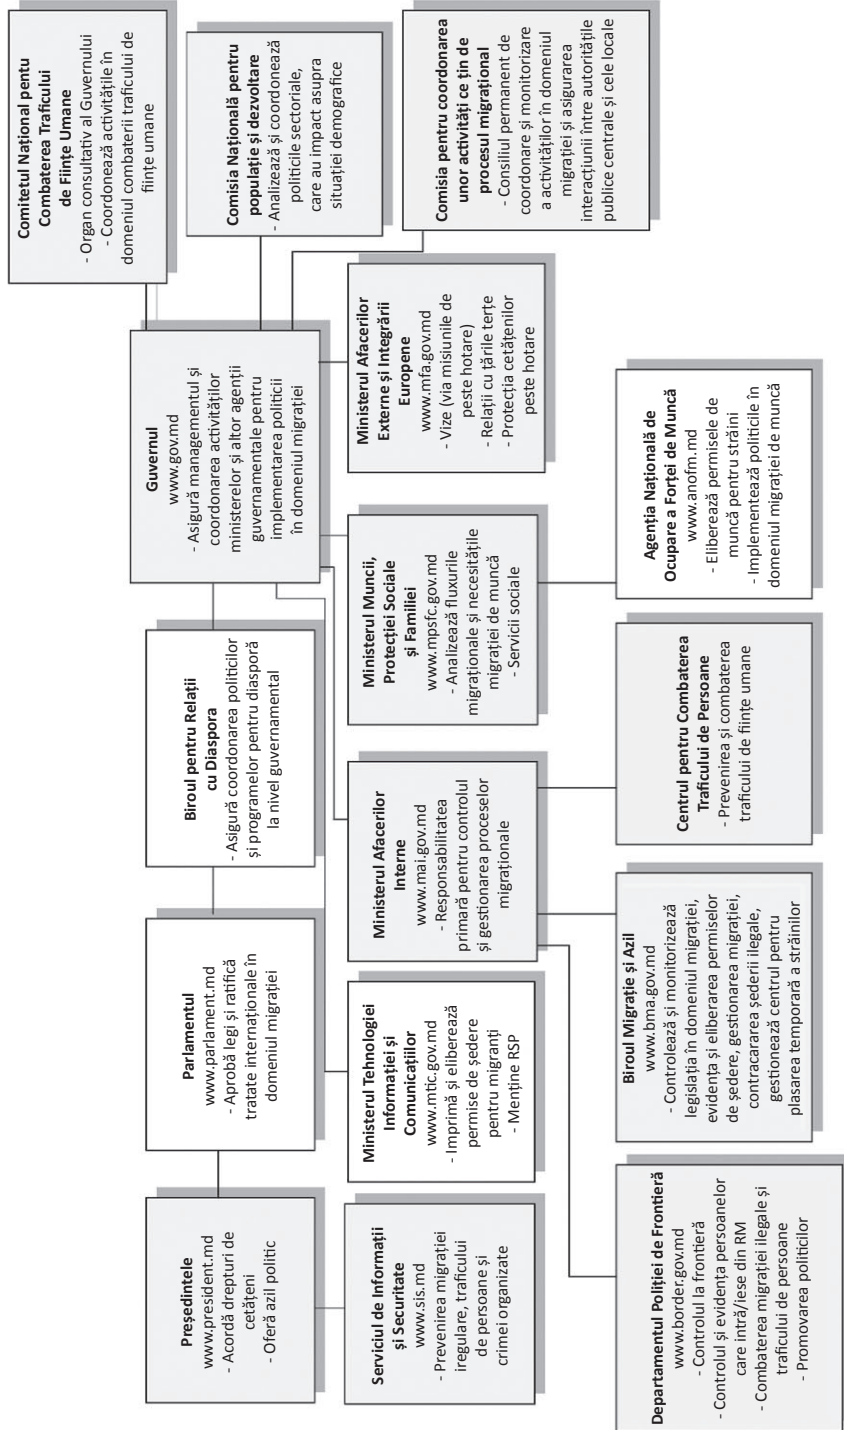 Președintele
www.president.md
- Acordă drepturi de
cetățeni
- Oferă azil politic
Parlamentul
www.parlament.md
- Aprobă legi și ratifică
tratate internaționale în
domeniul migrației
Biroul pentru Relații
cu Diaspora
- Asigură coordonarea politicilor
și programelor pentru diasporă
la nivel guvernamental
Guvernul
www.gov.md
- Asigură managementul și
coordonarea activităților
ministerelor și altor agenții
guvernamentale pentru
implementarea politicii
în domeniul migrației
Comitetul Național pentu
Combaterea Traficului
de Ființe Umane
- Organ consultativ al Guvernului
- Coordonează activitățile în
domeniul combaterii traficului de
ființe umane
Comisia Națională pentru
populație și dezvoltare
- Analizează și coordonează
politicile sectoriale,
care au impact asupra
situației demografice
Comisia pentru coordonarea
unor activități ce țin de
procesul migrațional
- Consiliul permanent de
coordonare și monitorizare
a activităților în domeniul
migrației și asigurarea
interacțiunii între autoritățile
publice centrale și cele locale
Serviciul de Informații
și Securitate
www.sis.md
- Prevenirea migrației
iregulare, traficului
de persoane și
crimei organizate
Ministerul Tehnologiei
Informației și
Comunicațiilor
www.mtic.gov.md
- Imprimă și eliberează
permise de ședere
pentru migranți
- Menține RSP
Ministerul Afacerilor
Interne
www.mai.gov.md
- Responsabilitatea
primară pentru controlul
și gestionarea proceselor
migraționale
Ministerul Muncii,
Protecției Sociale
și Familiei
www.mpsfc.gov.md
- Analizează fluxurile
migraționale și necesitățile
migrației de muncă
- Servicii sociale
Ministerul Afacerilor
Externe și Integrării
Europene
www.mfa.gov.md
- Vize (via misiunile de
peste hotare)
- Relații cu țările terțe
- Protecția cetățenilor
peste hotare
Departamentul Poliției de Frontieră
www.border.gov.md
- Controlul la frontieră
- Controlul și evidența persoanelor
care intră/iese din RM
- Combaterea migrației ilegale și
traficului de persoane
- Promovarea politicilor
Biroul Migrație și Azil
www.bma.gov.md
- Controlează și monitorizează
legislația în domeniul migrației,
evidența și eliberarea permiselor
de ședere, gestionarea migrației,
contracararea șederii ilegale,
gestionează centrul pentru
plasarea temporară a străinilor
Centrul pentru Combaterea
Traficului de Persoane
- Prevenirea și combaterea
traficului de ființe umane
Agenția Națională de
Ocupare a Forței de Muncă
www.anofm.md
- Eliberează permisele de
muncă pentru străini
- Implementează politicile în
domeniul migrației de muncă